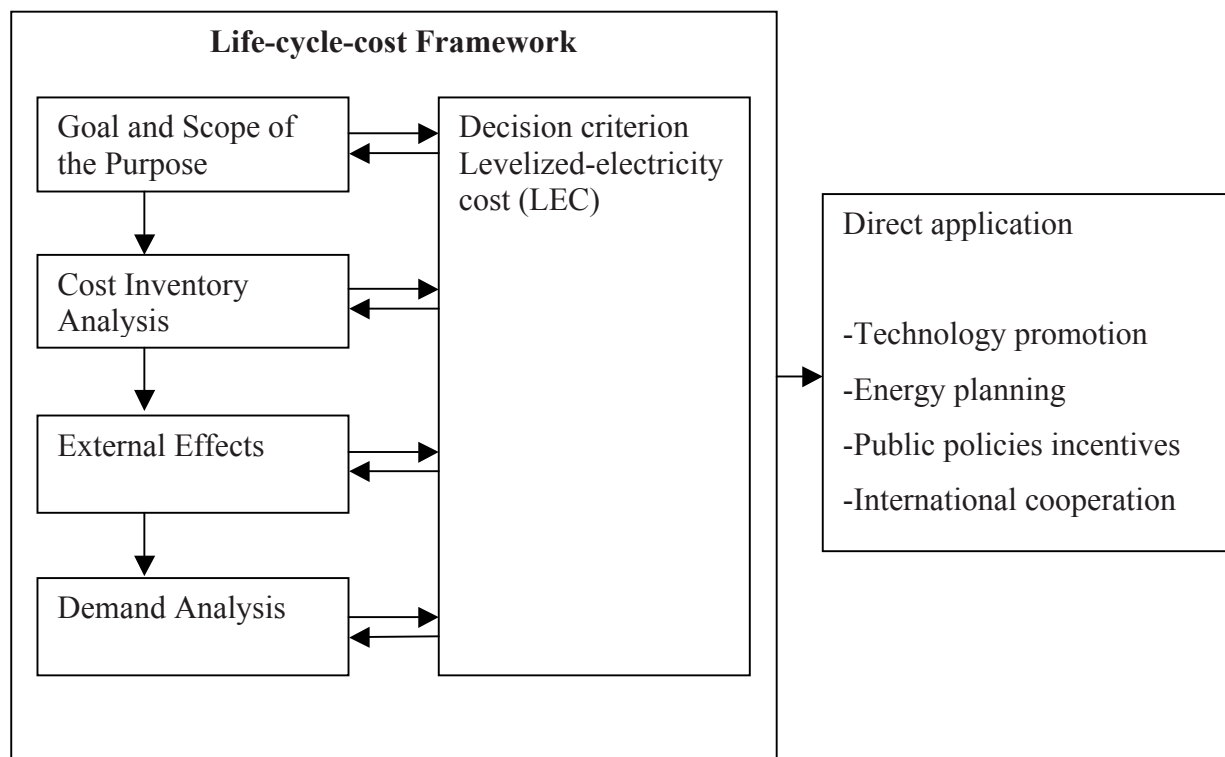 Life-cycle-cost Framework
Goal and Scope of
the Purpose
Cost Inventory
Analysis
External Effects
Demand Analysis
Decision criterion
Levelized-electricity
cost (LEC)
Direct application
-Technology promotion
-Energy planning
-Public policies incentives
-International cooperation